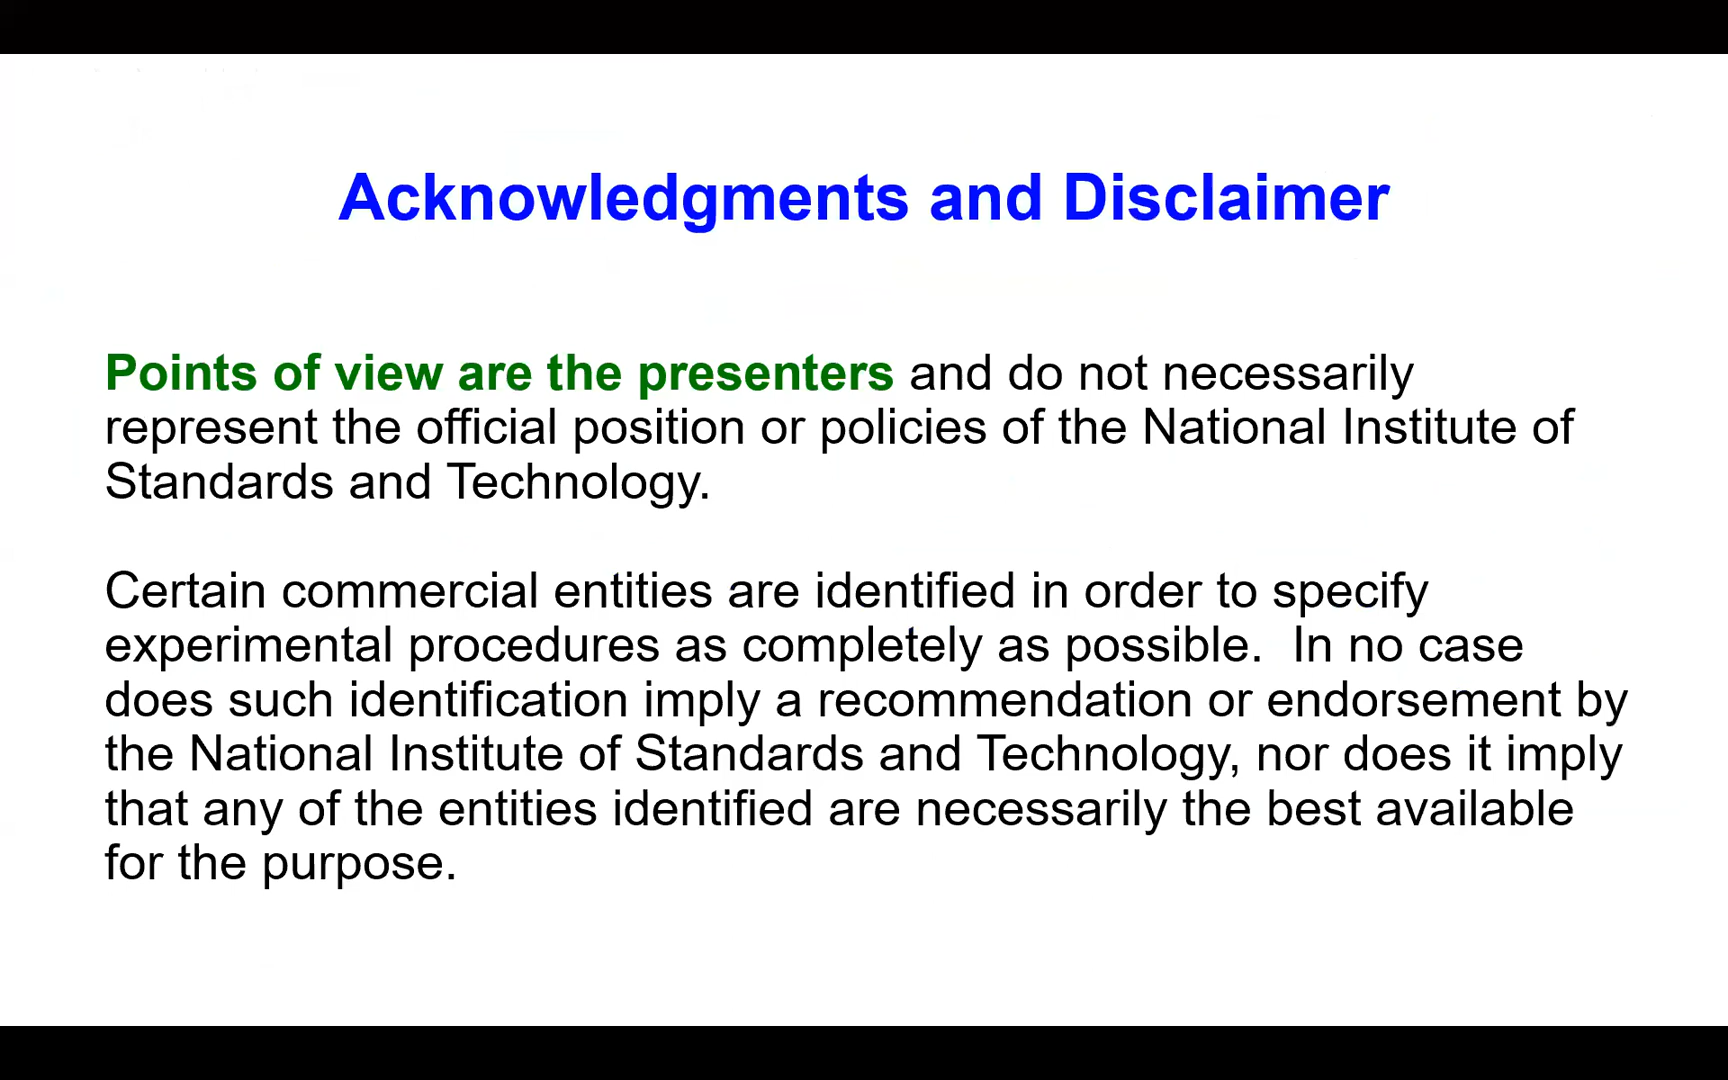 Acknowledgments and Disclaimer
Points of view are the presenters and do not necessarily
represent the official position or policies of the National Institute of
Standards and Technology.
Certain commercial entities are identified in order to specify
experimental procedures as completely as possible.  In no case
does such identification imply a recommendation or endorsement by
the National Institute of Standards and Technology, nor does it imply
that any of the entities identified are necessarily the best available
for the purpose.